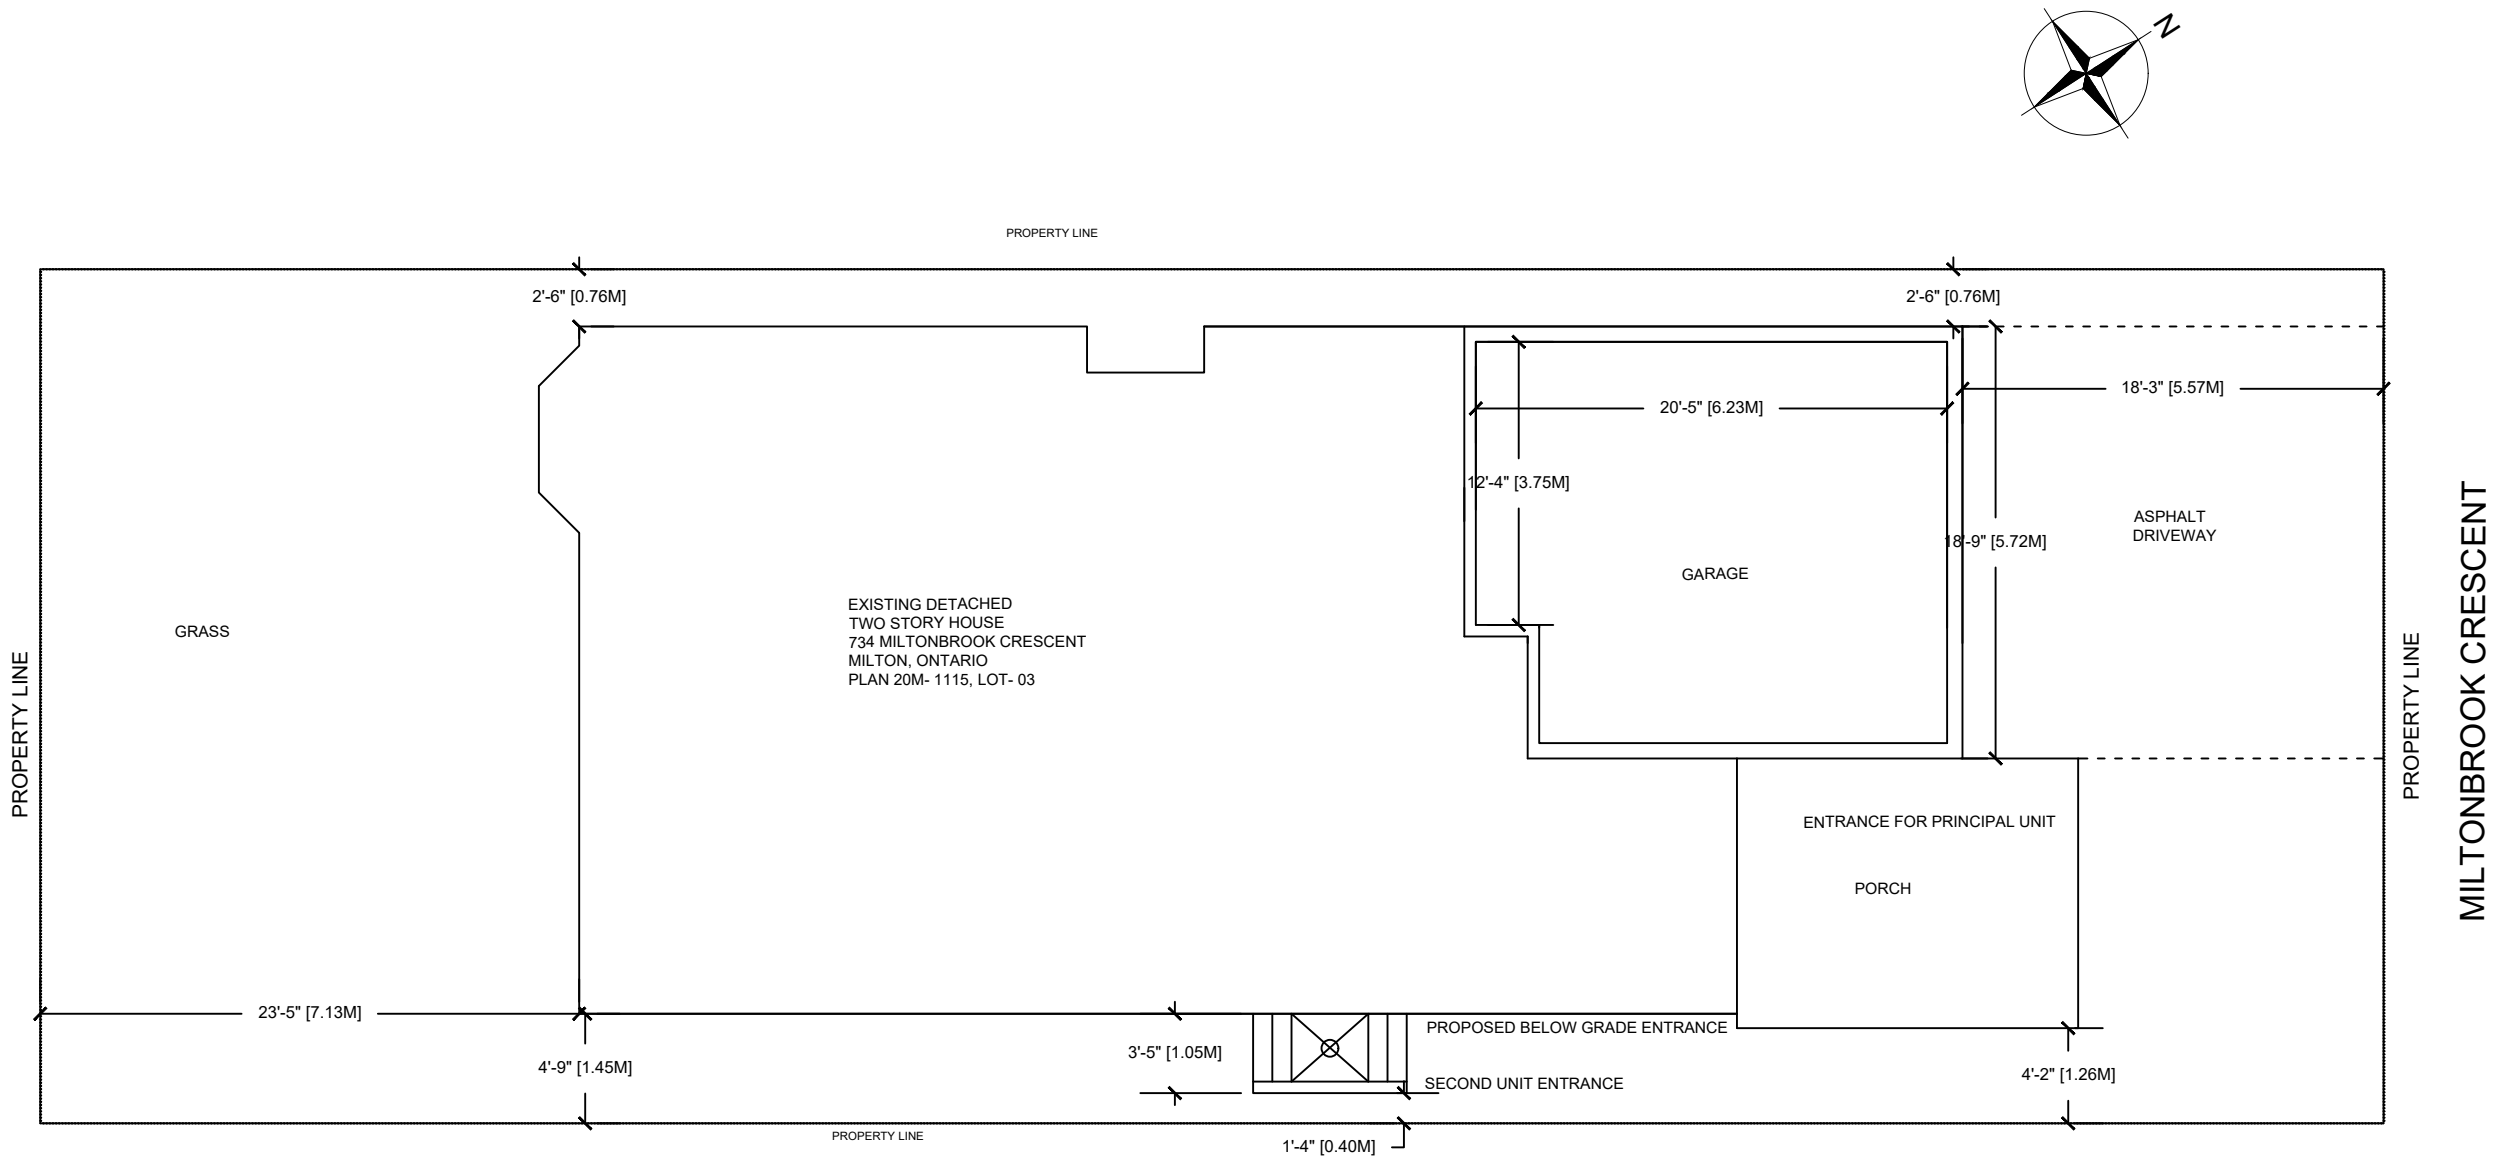 N
PROPERTY LINE
2'-6" [0.76M]
2'-6" [0.76M]
18'-3" [5.57M]
20'-5" [6.23M]
12'-4" [3.75M]
18'-9" [5.72M]
ASPHALT
DRIVEWAY
GARAGE
EXISTING DETACHED
TWO STORY HOUSE
734 MILTONBROOK CRESCENT
MILTON, ONTARIO
PLAN 20M- 1115, LOT- 03
GRASS
PROPERTY LINE
PROPERTY LINE
MILTONBROOK CRESCENT
ENTRANCE FOR PRINCIPAL UNIT
PORCH
23'-5" [7.13M]
PROPOSED BELOW GRADE ENTRANCE
3'-5" [1.05M]
4'-9" [1.45M]
4'-2" [1.26M]
SECOND UNIT ENTRANCE
PROPERTY LINE
1'-4" [0.40M]